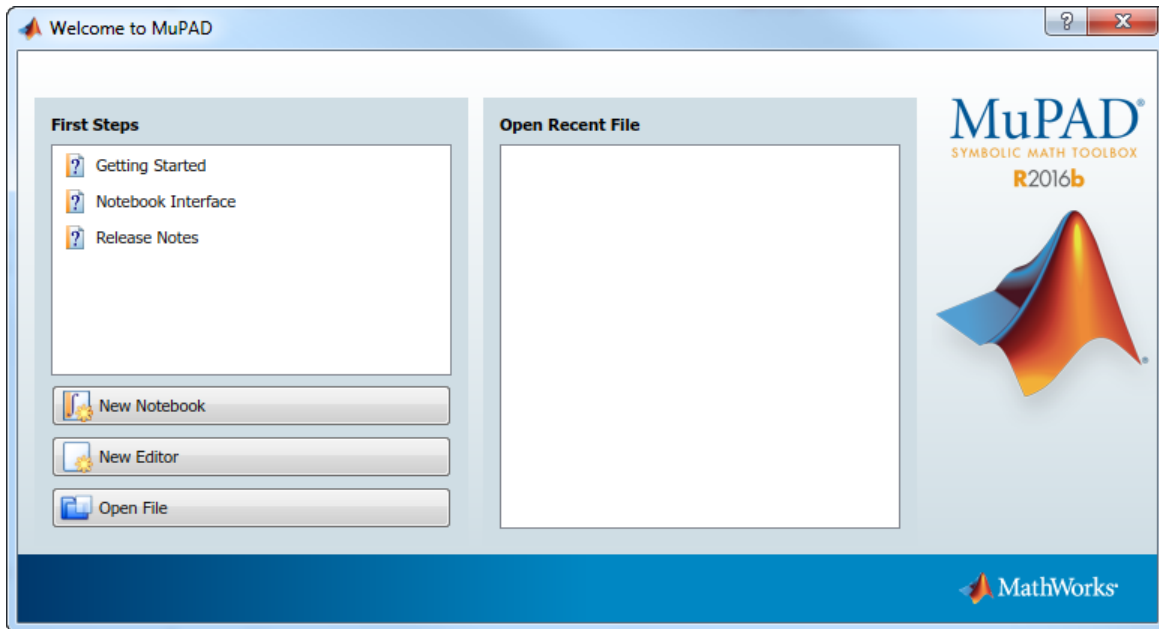 Welcome to MuPAD
First Steps
Getting Started
Notebook Interface
Release Notes
New Notebook
New Editor
Open File
Open Recent File
MuPAD®
SYMBOLIC MATH TOOLBOX
R2016b
®
MathWorks®